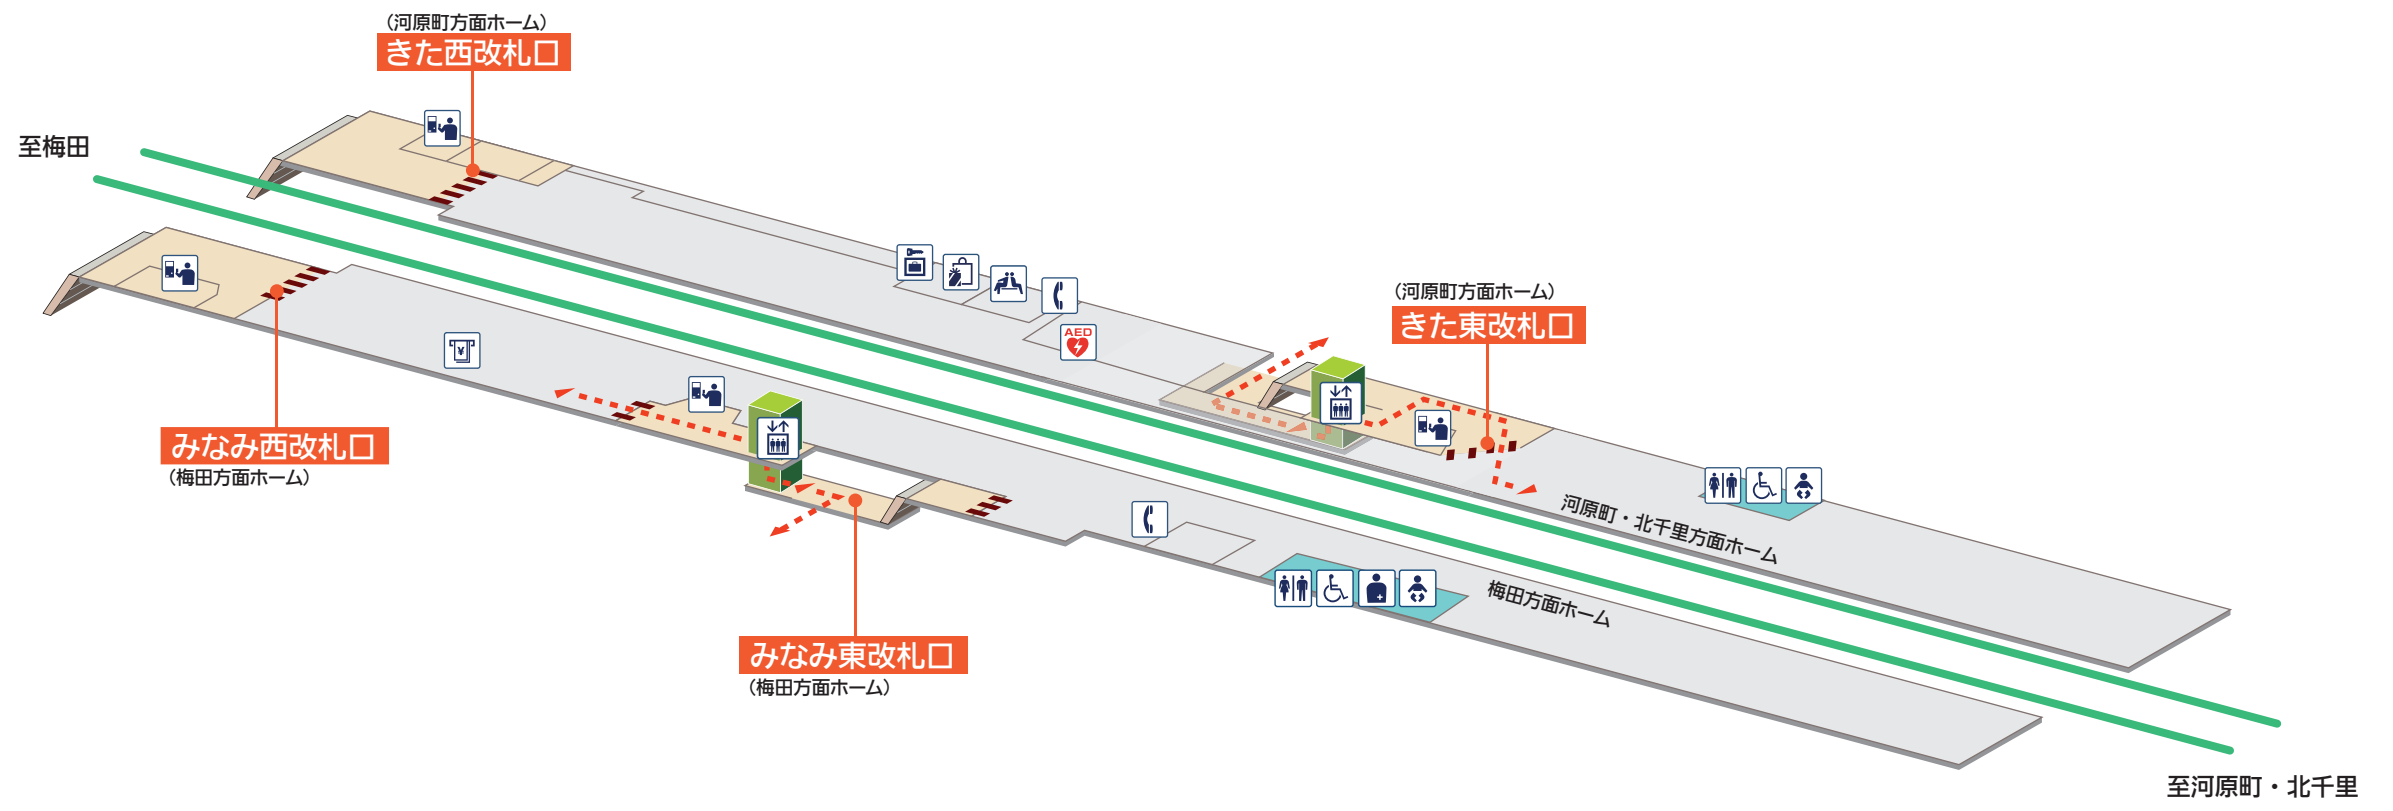 （河原町方面ホーム）
きた西改札口
至梅田
（河原町方面ホーム）
きた東改札口
AED
¥
みなみ西改札口
（梅田方面ホーム）
河原町・北千里方面ホーム
梅田方面ホーム
みなみ東改札口
（梅田方面ホーム）
至河原町・北千里